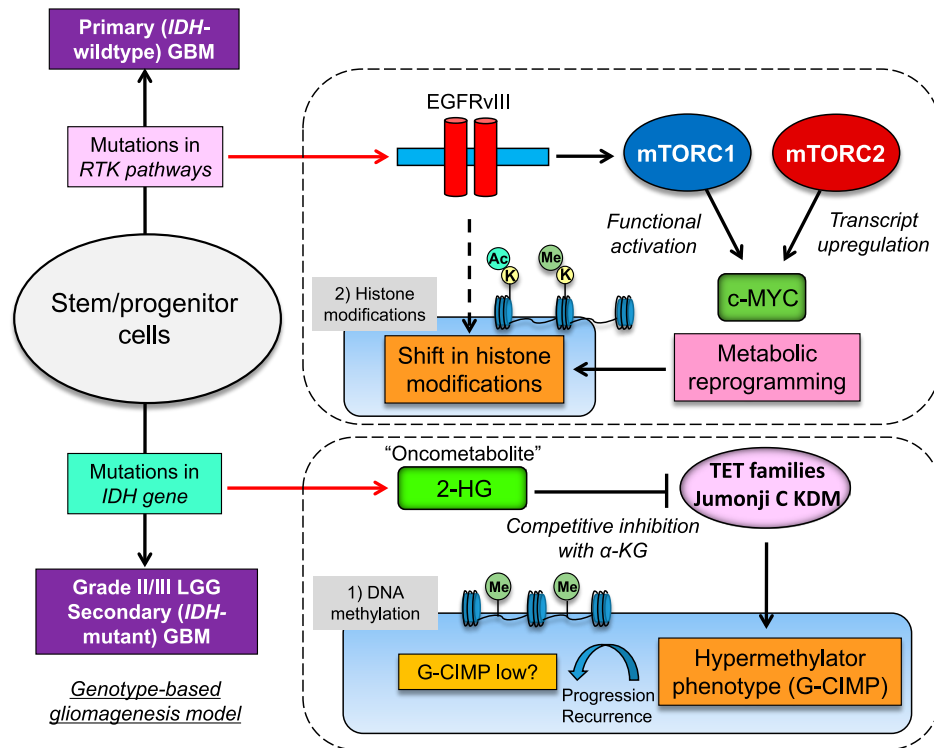 Primary (IDH-
wildtype) GBM
Mutations in
RTK pathways
Stem/progenitor
cells
Mutations in
IDH gene
Grade II/III LGG
Secondary (IDH-
mutant) GBM
Genotype-based
gliomagenesis model
EGFRvIII
mTORC1
mTORC2
Functional
activation
Transcript
upregulation
c-MYC
Ac
K
Me
K
2) Histone
modifications
Shift in histone
modifications
Metabolic
reprogramming
“Oncometabolite”
2-HG
TET families
Jumonji C KDM
Competitive inhibition
with α-KG
1) DNA
methylation
Me
Me
G-CIMP low?
Progression
Recurrence
Hypermethylator
phenotype (G-CIMP)